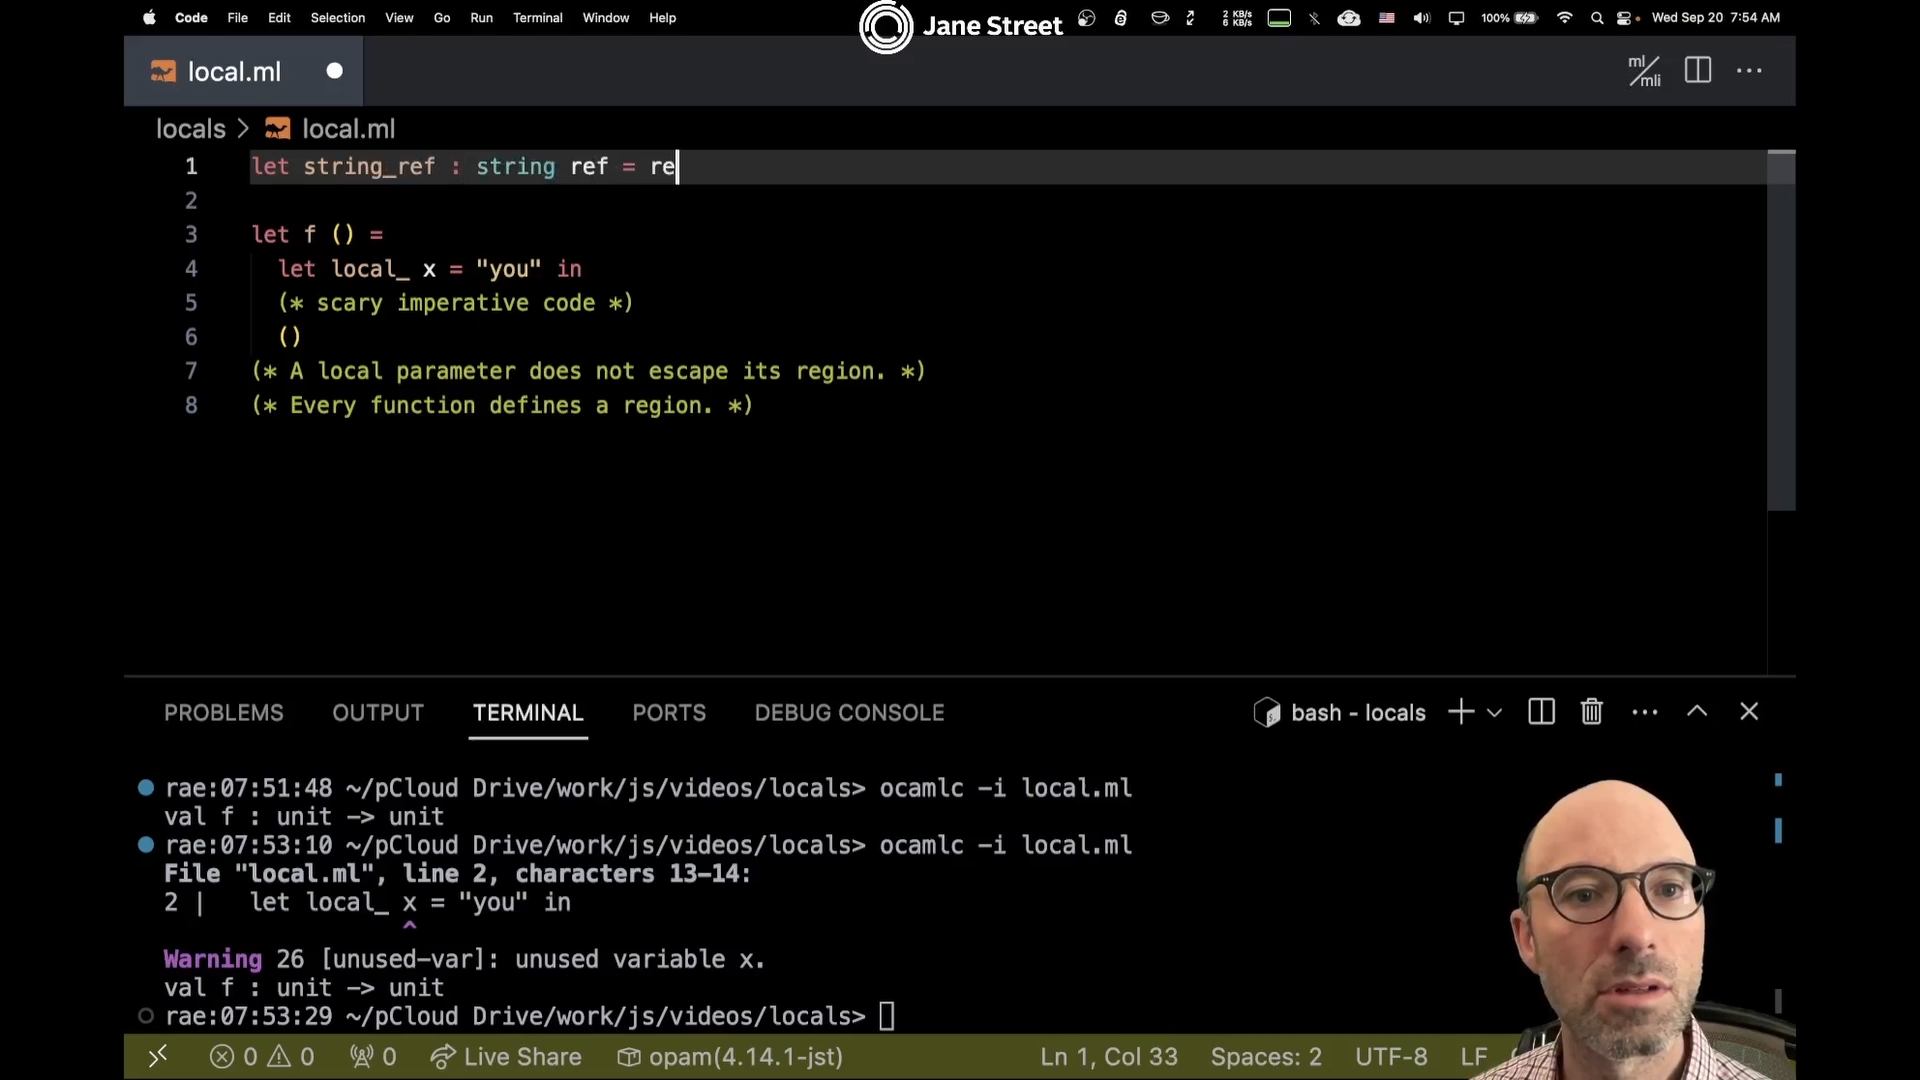 Code File Edit Selection View Go Run Terminal Window Help
Jane Street
2 KB/s
6 KB/s
100%
Wed Sep 20 7:54 AM
local.ml
ml/mli
locals > local.ml
1 let string_ref : string ref = re
2
3 let f () =
4 let local_ x = "you" in
5 (* scary imperative code *)
6 ()
7 (* A local parameter does not escape its region. *)
8 (* Every function defines a region. *)
PROBLEMS OUTPUT TERMINAL PORTS DEBUG CONSOLE
bash - locals
rae:07:51:48 ~/pCloud Drive/work/js/videos/locals> ocamlc -i local.ml
val f : unit -> unit
rae:07:53:10 ~/pCloud Drive/work/js/videos/locals> ocamlc -i local.ml
File "local.ml", line 2, characters 13-14:
2 | let local_ x = "you" in
^
Warning 26 [unused-var]: unused variable x.
val f : unit -> unit
rae:07:53:29 ~/pCloud Drive/work/js/videos/locals>
0 0 0 Live Share opam(4.14.1-jst) Ln 1, Col 33 Spaces: 2 UTF-8 LF